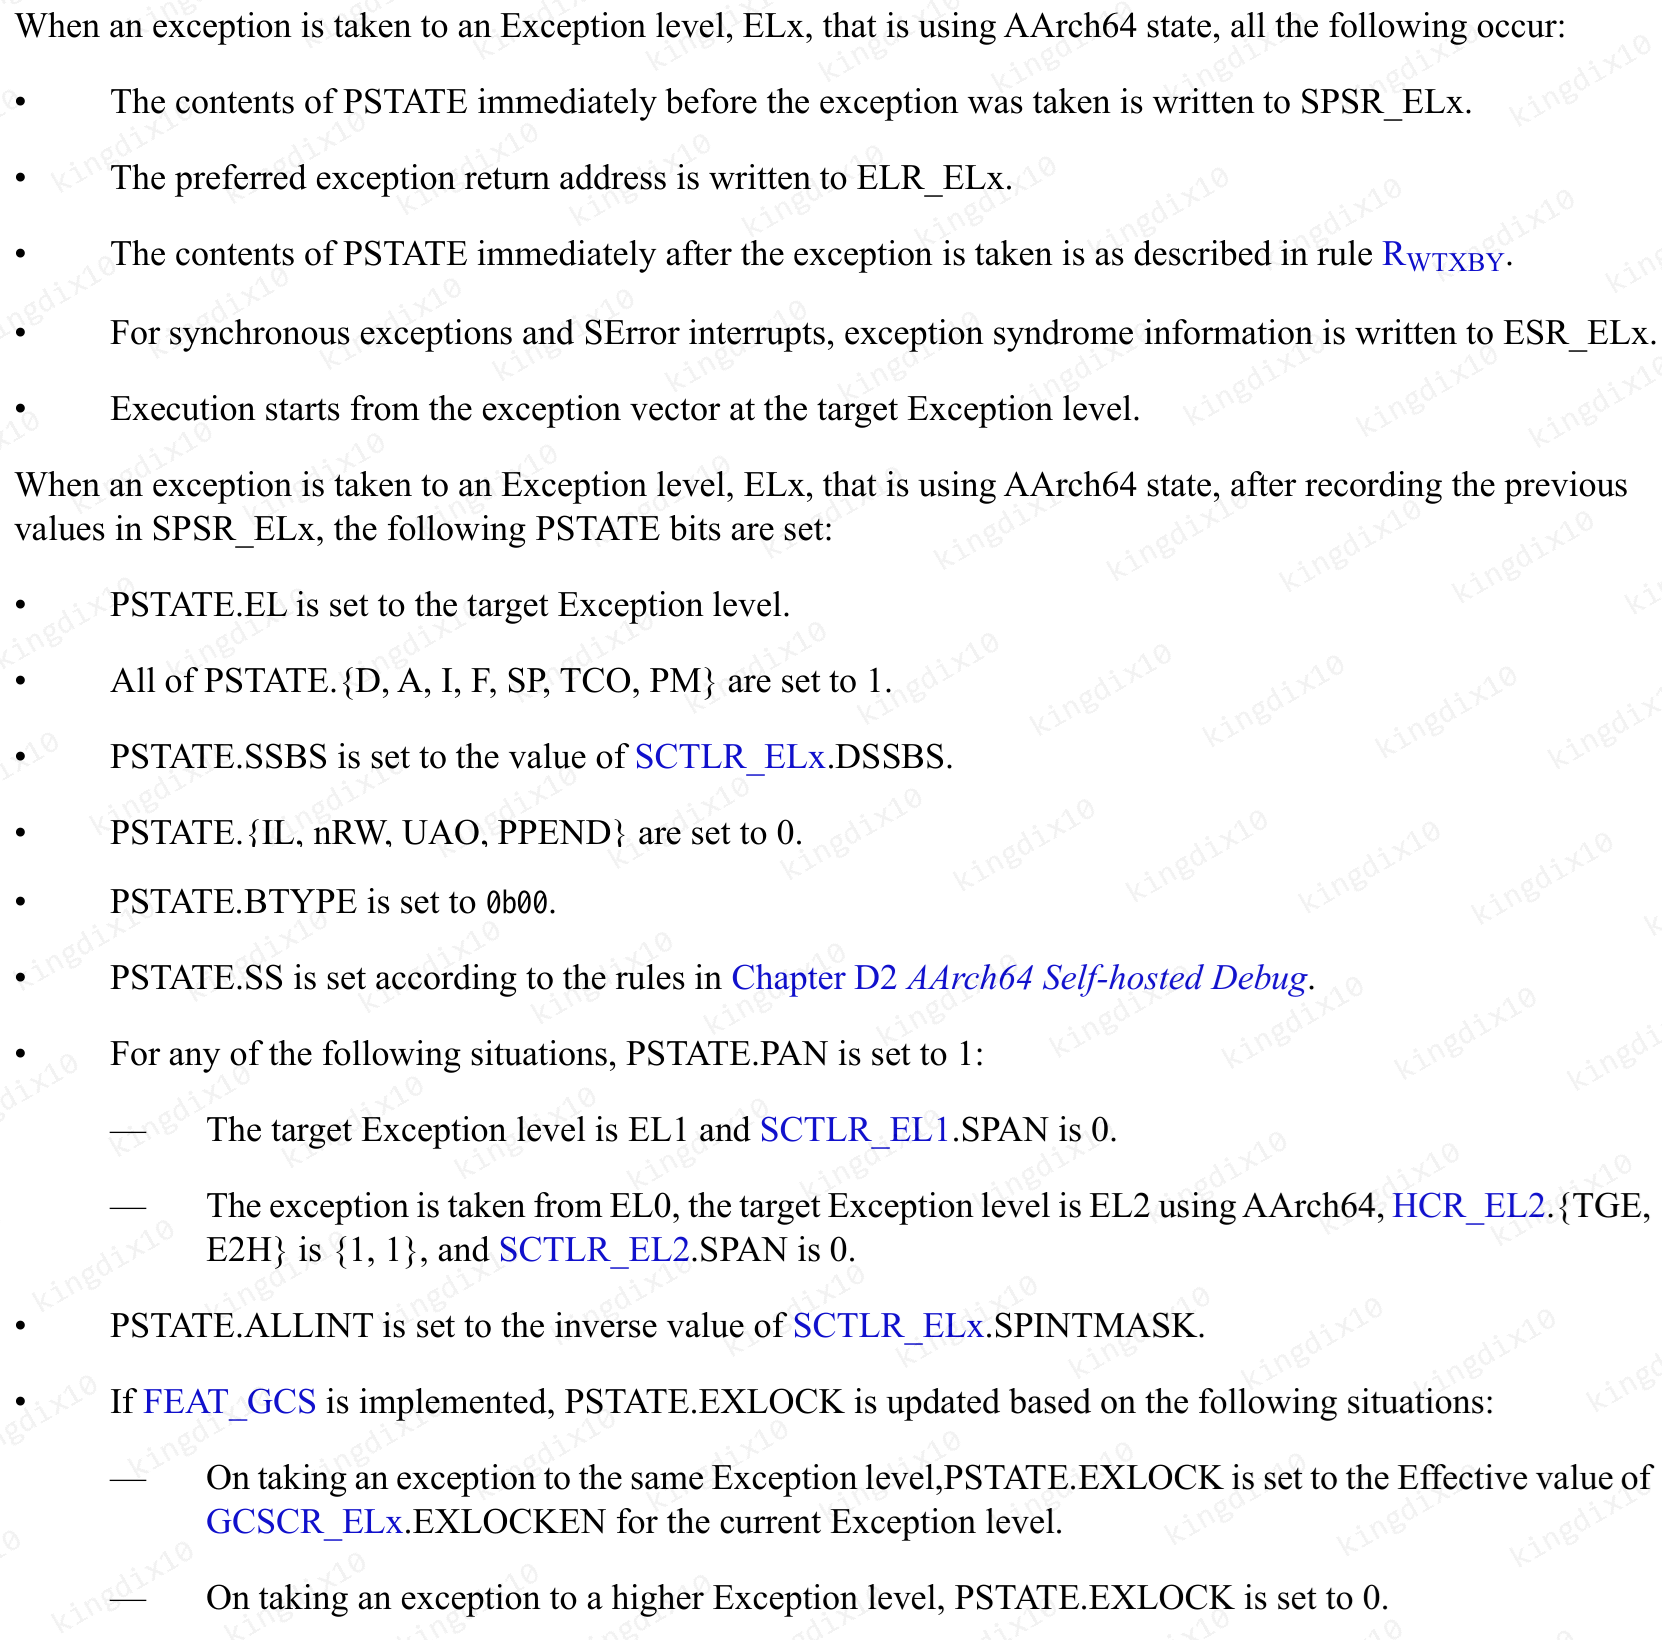 When an exception is taken to an Exception level, ELx, that is using AArch64 state, all the following occur:
• The contents of PSTATE immediately before the exception was taken is written to SPSR_ELx.
• The preferred exception return address is written to ELR_ELx.
• The contents of PSTATE immediately after the exception is taken is as described in rule RWTXBY.
• For synchronous exceptions and SError interrupts, exception syndrome information is written to ESR_ELx.
• Execution starts from the exception vector at the target Exception level.
When an exception is taken to an Exception level, ELx, that is using AArch64 state, after recording the previous
values in SPSR_ELx, the following PSTATE bits are set:
• PSTATE.EL is set to the target Exception level.
• All of PSTATE.{D, A, I, F, SP, TCO, PM} are set to 1.
• PSTATE.SSBS is set to the value of SCTLR_ELx.DSSBS.
• PSTATE.{IL, nRW, UAO, PPEND} are set to 0.
• PSTATE.BTYPE is set to 0b00.
• PSTATE.SS is set according to the rules in Chapter D2 AArch64 Self-hosted Debug.
• For any of the following situations, PSTATE.PAN is set to 1:
— The target Exception level is EL1 and SCTLR_EL1.SPAN is 0.
— The exception is taken from EL0, the target Exception level is EL2 using AArch64, HCR_EL2.{TGE,
E2H} is {1, 1}, and SCTLR_EL2.SPAN is 0.
• PSTATE.ALLINT is set to the inverse value of SCTLR_ELx.SPINTMASK.
• If FEAT_GCS is implemented, PSTATE.EXLOCK is updated based on the following situations:
— On taking an exception to the same Exception level,PSTATE.EXLOCK is set to the Effective value of
GCSCR_ELx.EXLOCKEN for the current Exception level.
— On taking an exception to a higher Exception level, PSTATE.EXLOCK is set to 0.
kingdix10